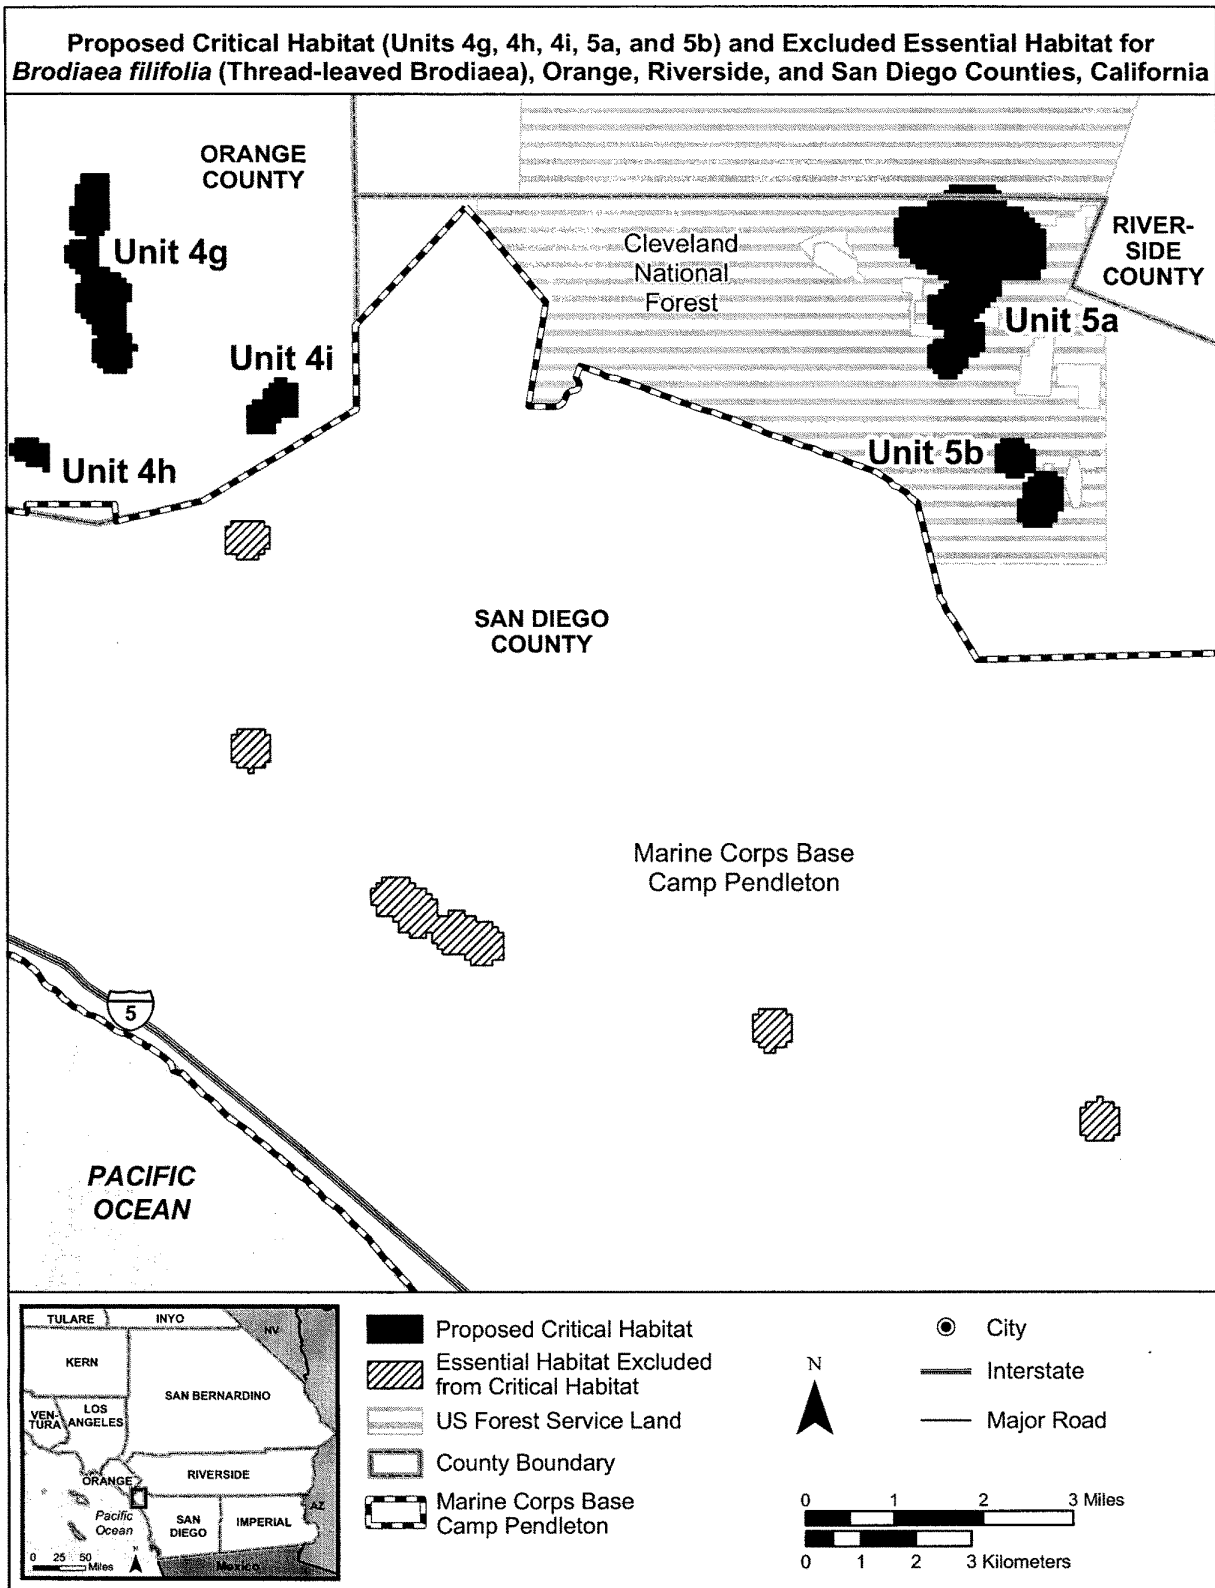 Proposed Critical Habitat (Units 4g, 4h, 4i, 5a, and 5b) and Excluded Essential Habitat for
Brodiaea filifolia (Thread-leaved Brodiaea), Orange, Riverside, and San Diego Counties, California
ORANGE
COUNTY
Unit 4g
Cleveland
National
Forest
RIVER-
SIDE
COUNTY
Unit 5a
Unit 4i
Unit 4h
Unit 5b
SAN DIEGO
COUNTY
Marine Corps Base
Camp Pendleton
5
PACIFIC
OCEAN
TULARE
INYO
NV
KERN
SAN BERNARDINO
VEN-
TURA
LOS
ANGELES
ORANGE
RIVERSIDE
AZ
Pacific
Ocean
SAN
DIEGO
IMPERIAL
Mexico
0 25 50
Miles
N
Proposed Critical Habitat
Essential Habitat Excluded
from Critical Habitat
US Forest Service Land
County Boundary
Marine Corps Base
Camp Pendleton
N
City
Interstate
Major Road
0 1 2 3 Miles
0 1 2 3 Kilometers